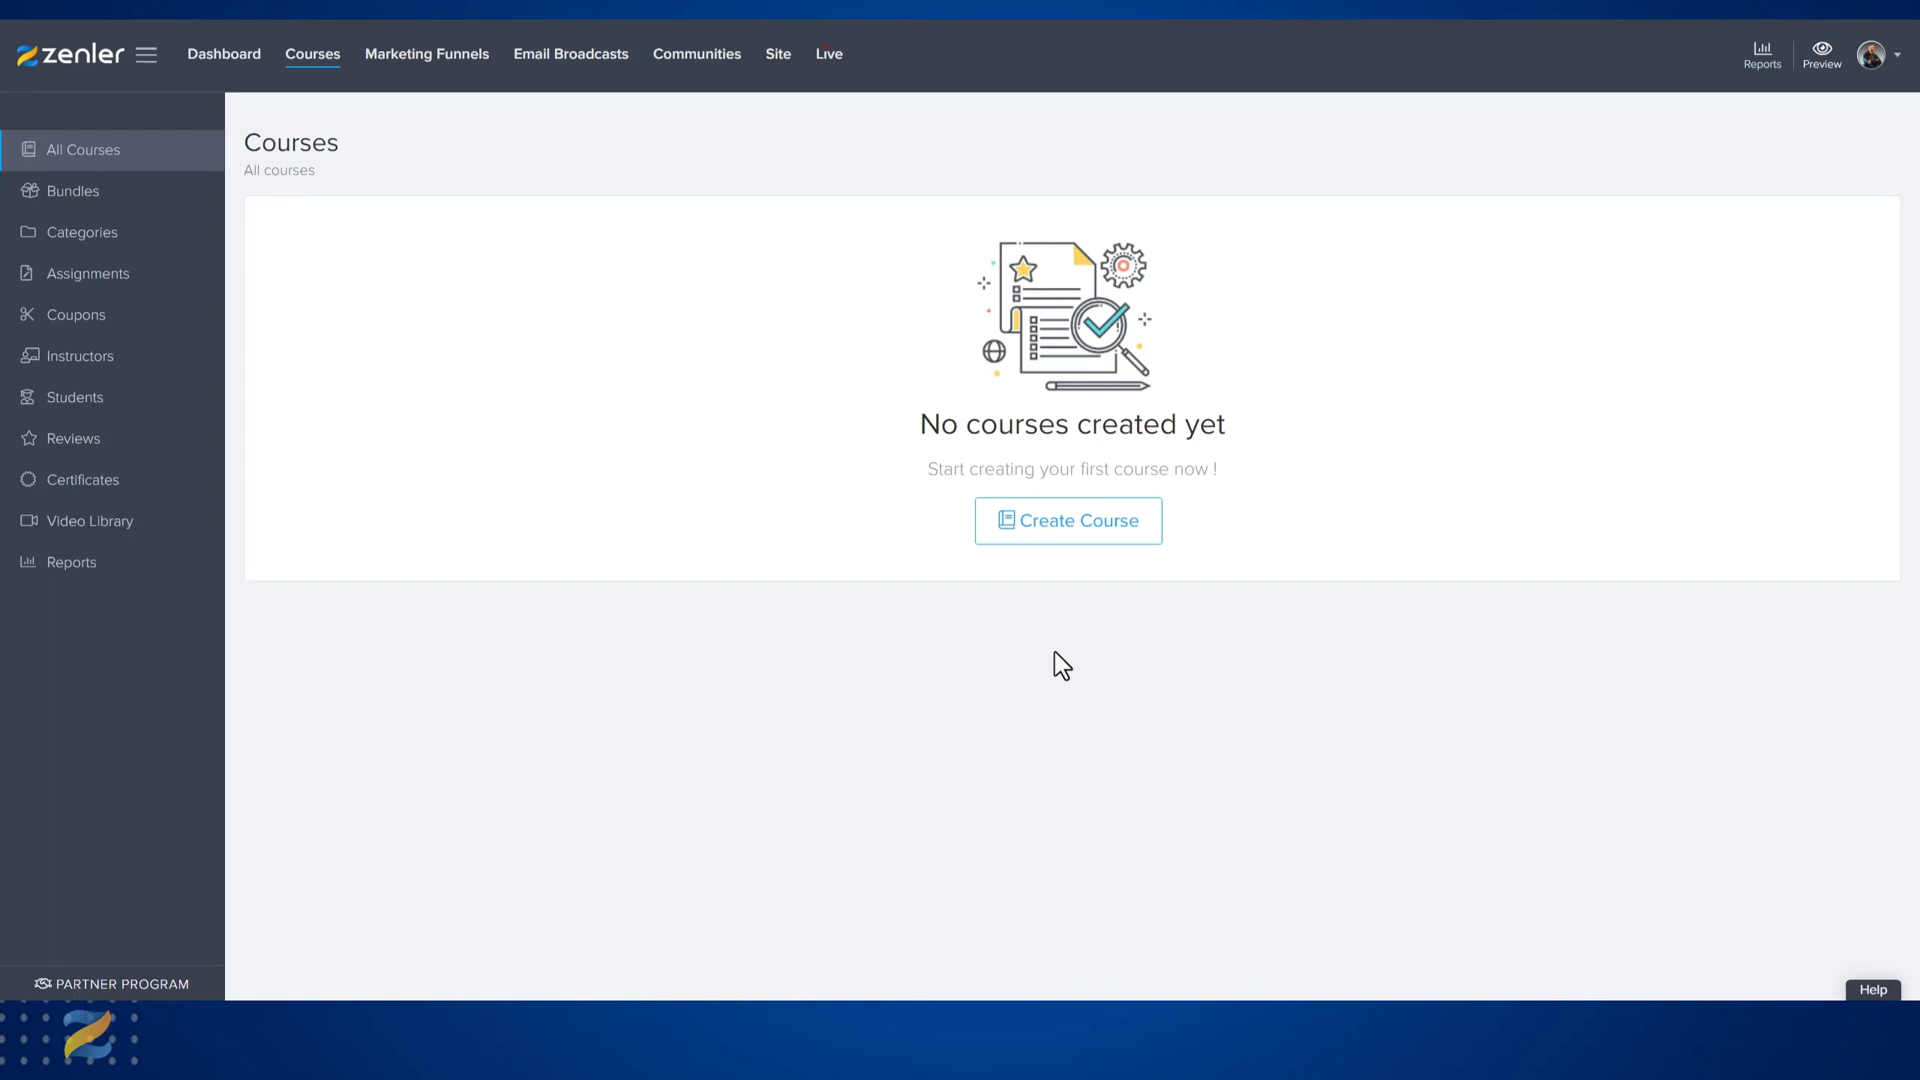 zenler
Dashboard
Courses
Marketing Funnels
Email Broadcasts
Communities
Site
Live
Reports
Preview
All Courses
Bundles
Categories
Assignments
Coupons
Instructors
Students
Reviews
Certificates
Video Library
Reports
PARTNER PROGRAM
Courses
All courses
No courses created yet
Start creating your first course now !
Create Course
Help